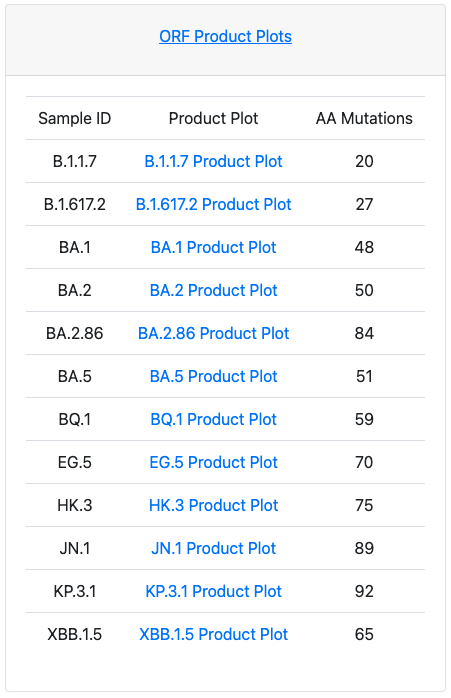 ORF Product Plots
Sample ID Product Plot AA Mutations
B.1.1.7 B.1.1.7 Product Plot 20
B.1.617.2 B.1.617.2 Product Plot 27
BA.1 BA.1 Product Plot 48
BA.2 BA.2 Product Plot 50
BA.2.86 BA.2.86 Product Plot 84
BA.5 BA.5 Product Plot 51
BQ.1 BQ.1 Product Plot 59
EG.5 EG.5 Product Plot 70
HK.3 HK.3 Product Plot 75
JN.1 JN.1 Product Plot 89
KP.3.1 KP.3.1 Product Plot 92
XBB.1.5 XBB.1.5 Product Plot 65